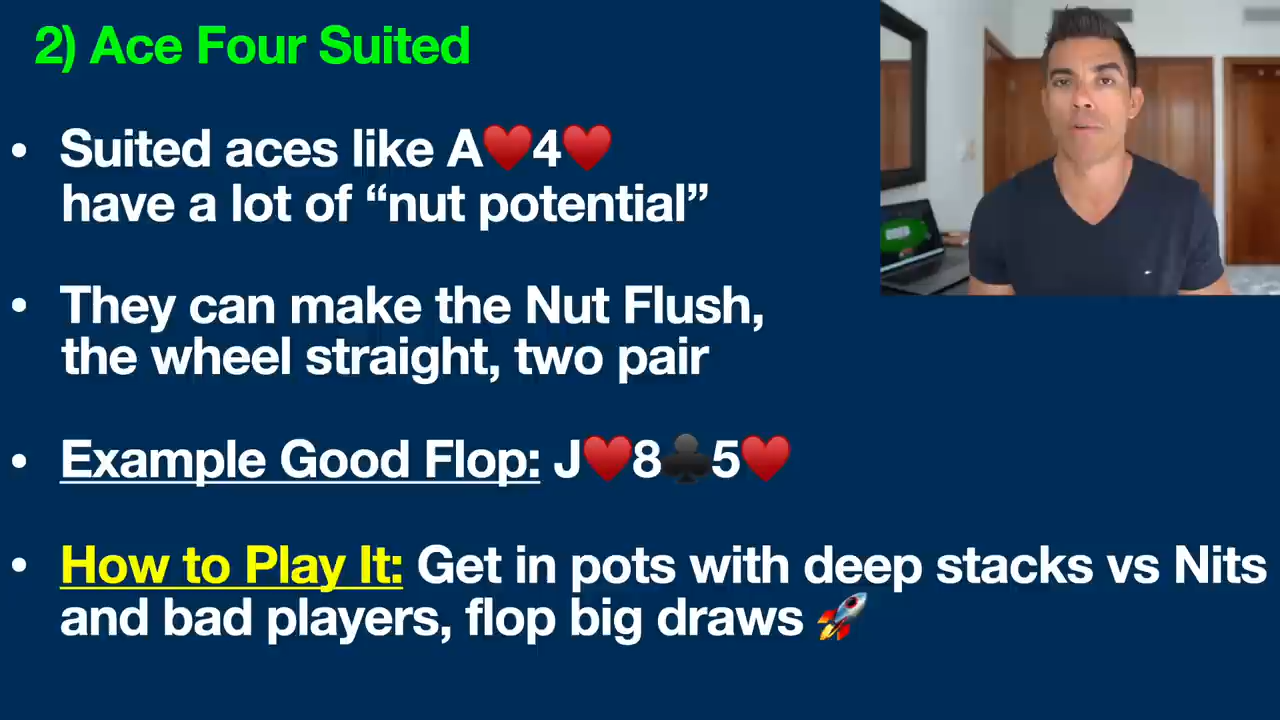 2) Ace Four Suited
• Suited aces like A♥️4♥️
have a lot of “nut potential”
• They can make the Nut Flush,
the wheel straight, two pair
• Example Good Flop: J♥️8♣️5♥️
• How to Play It: Get in pots with deep stacks vs Nits
and bad players, flop big draws 🚀